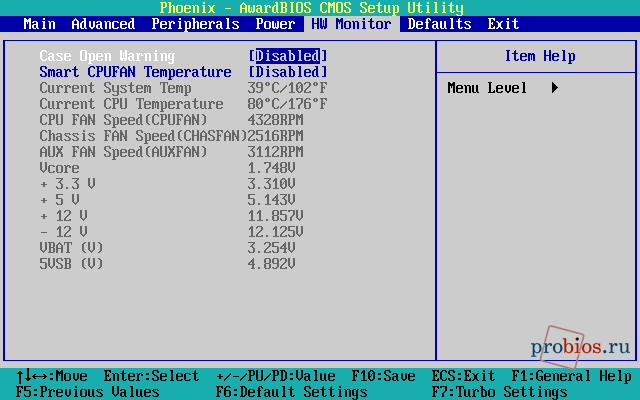 Phoenix - AwardBIOS CMOS Setup Utility
Main Advanced Peripherals Power HW Monitor Defaults Exit
Case Open Warning [Disabled] Item Help
Smart CPUFAN Temperature [Disabled]
Current System Temp 39°C/102°F Menu Level ▶
Current CPU Temperature 80°C/176°F
CPU FAN Speed(CPUFAN) 4328RPM
Chassis FAN Speed(CHASFAN)2516RPM
AUX FAN Speed(AUXFAN) 3112RPM
Vcore 1.748V
+ 3.3 V 3.310V
+ 5 V 5.143V
+ 12 V 11.857V
- 12 V 12.125V
VBAT (V) 3.254V
5VSB (V) 4.892V
probios.ru
↑↓↔:Move Enter:Select +/-/PU/PD:Value F10:Save ECS:Exit F1:General Help
F5:Previous Values F6:Default Settings F7:Turbo Settings